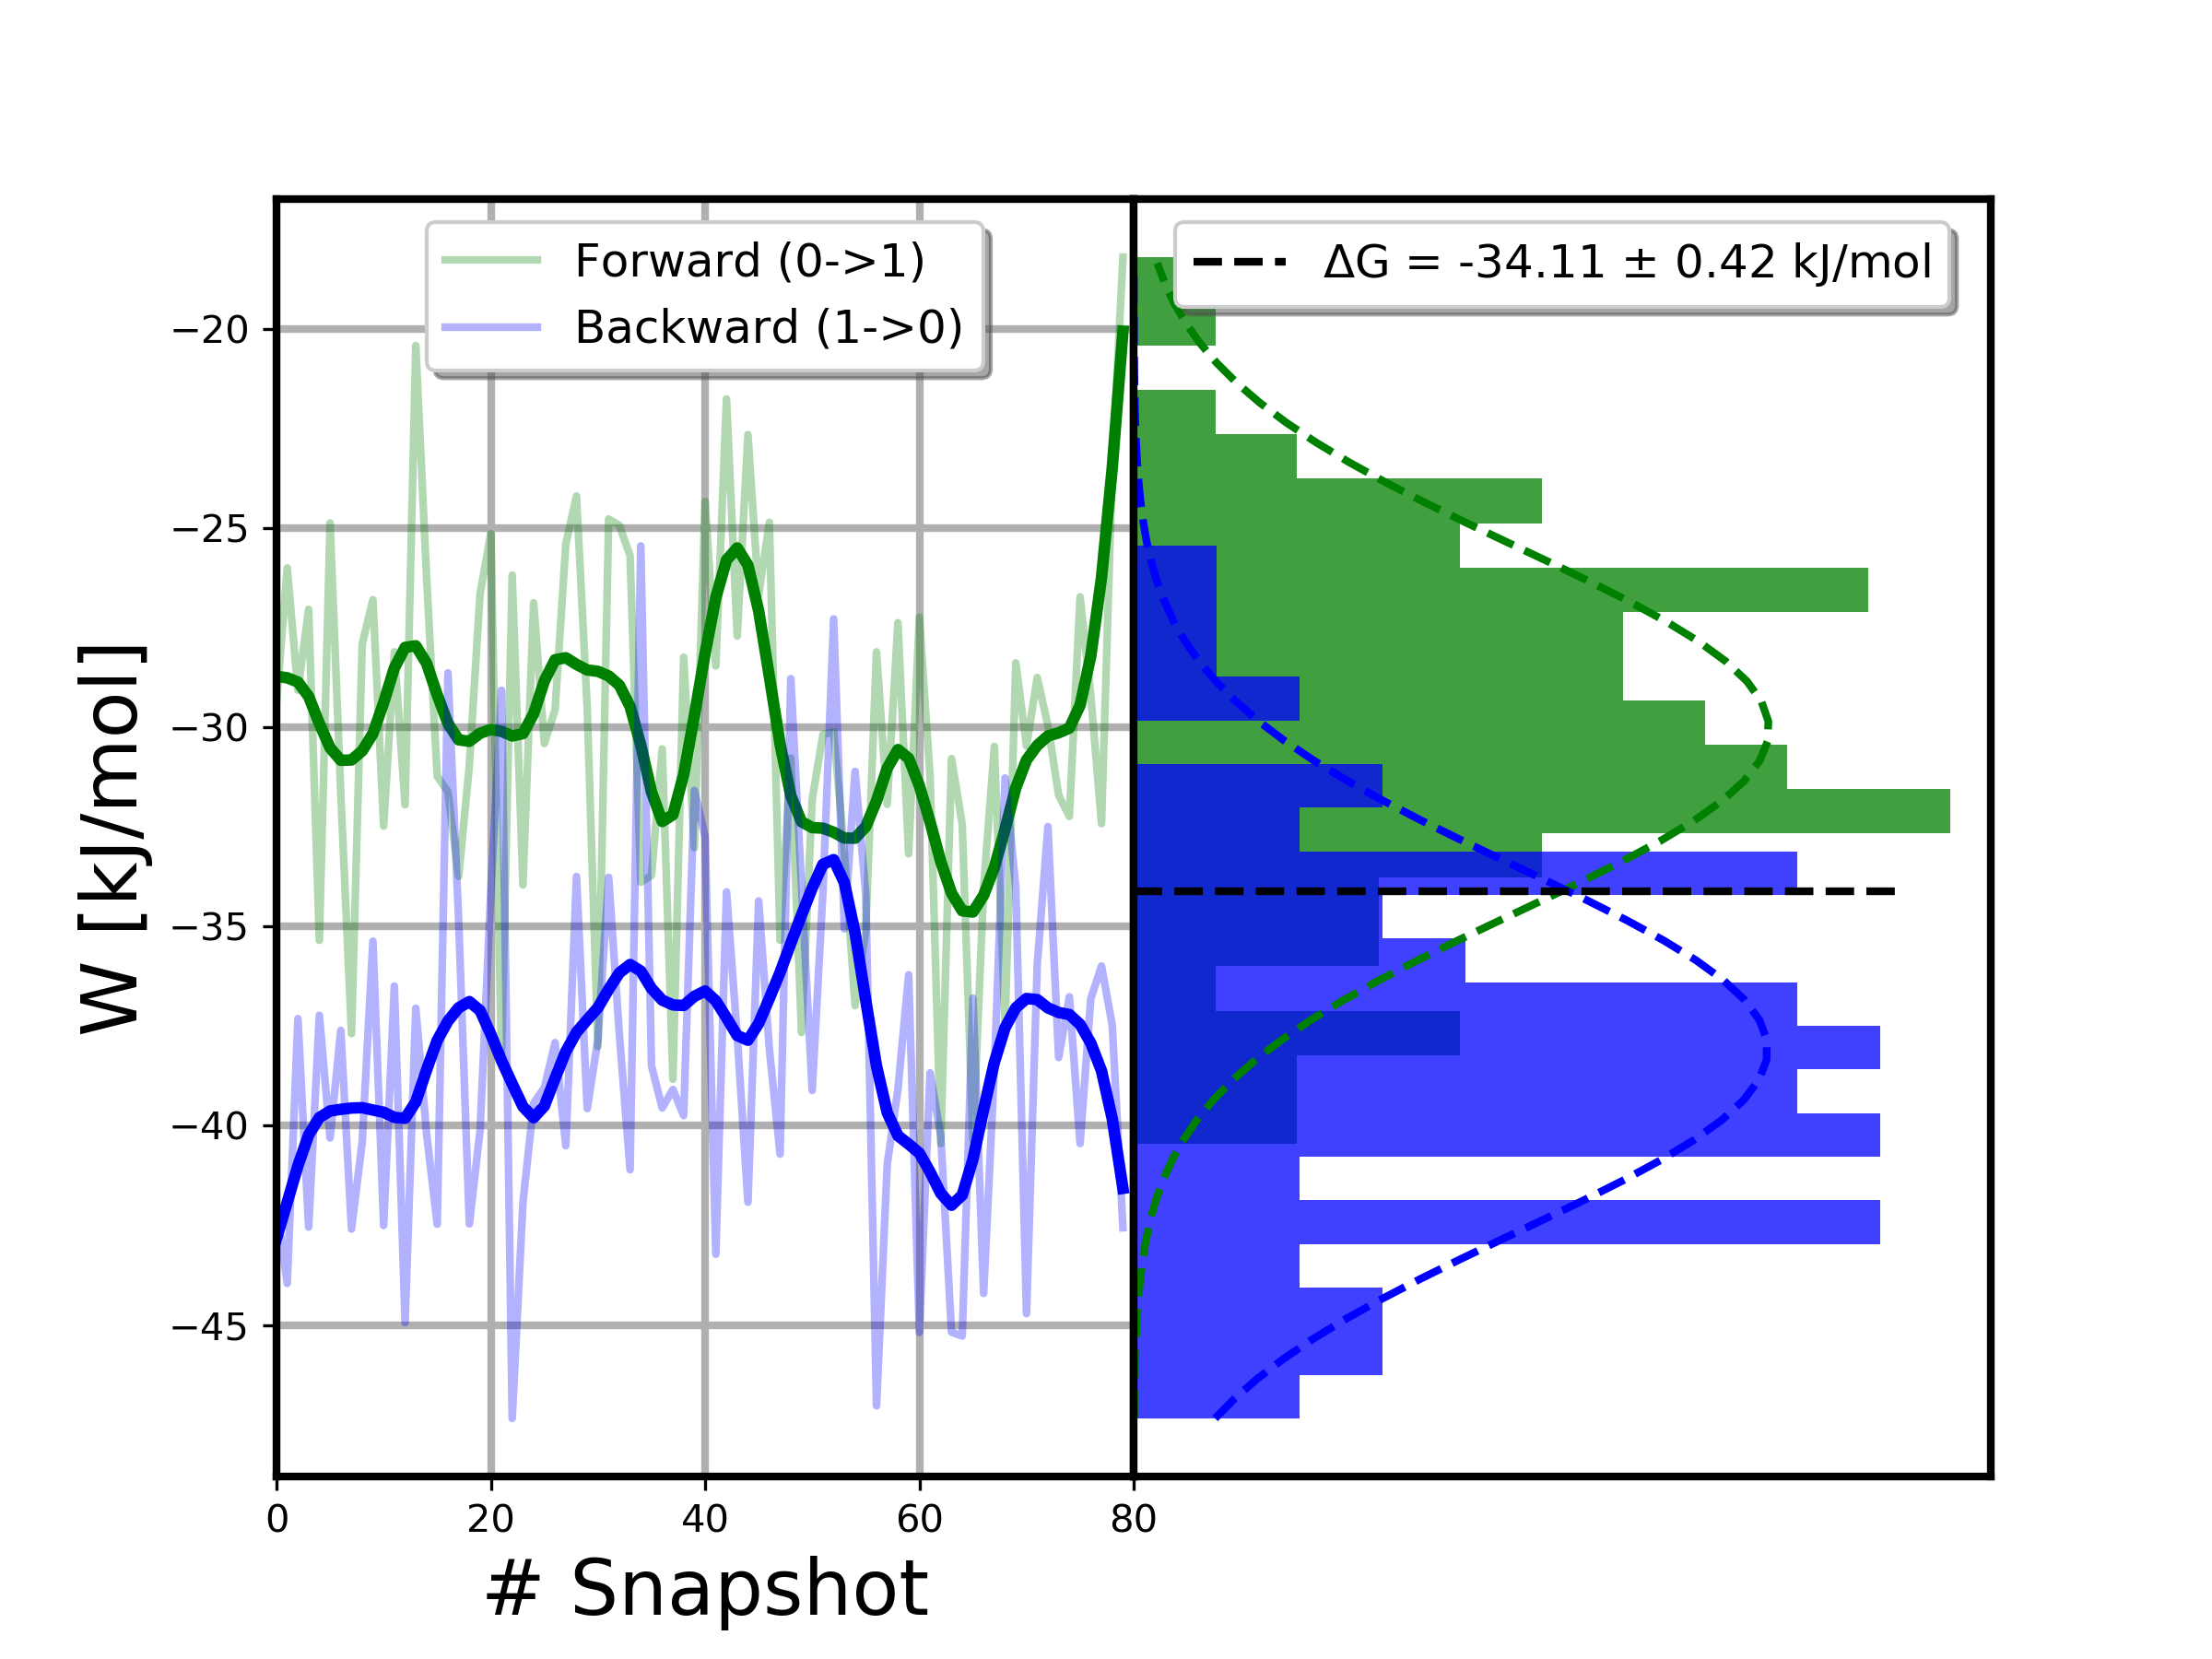 Forward (0->1)
Backward (1->0)
ΔG = -34.11 ± 0.42 kJ/mol
W [kJ/mol]
−20
−25
−30
−35
−40
−45
0 20 40 60 80
# Snapshot